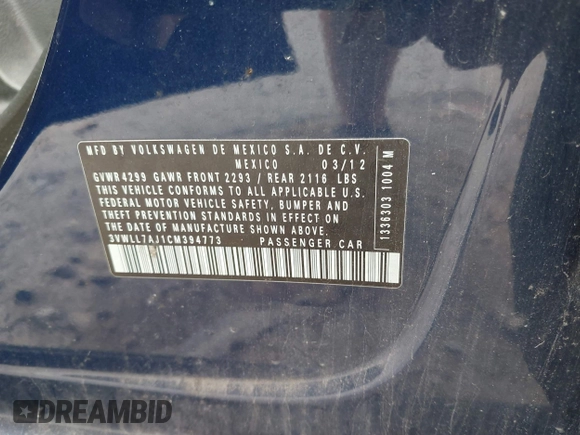 MFD BY VOLKSWAGEN DE MEXICO S.A. DE C.V.
MEXICO 03/12
GVWR 4299 GAWR FRONT 2293 / REAR 2116 LBS
THIS VEHICLE CONFORMS TO ALL APPLICABLE U.S.
FEDERAL MOTOR VEHICLE SAFETY, BUMPER AND
THEFT PREVENTION STANDARDS IN EFFECT ON
THE DATE OF MANUFACTURE SHOWN ABOVE.
3VWLL7AJ1CM394773 PASSENGER CAR
1336303 1004 M
DREAMBID